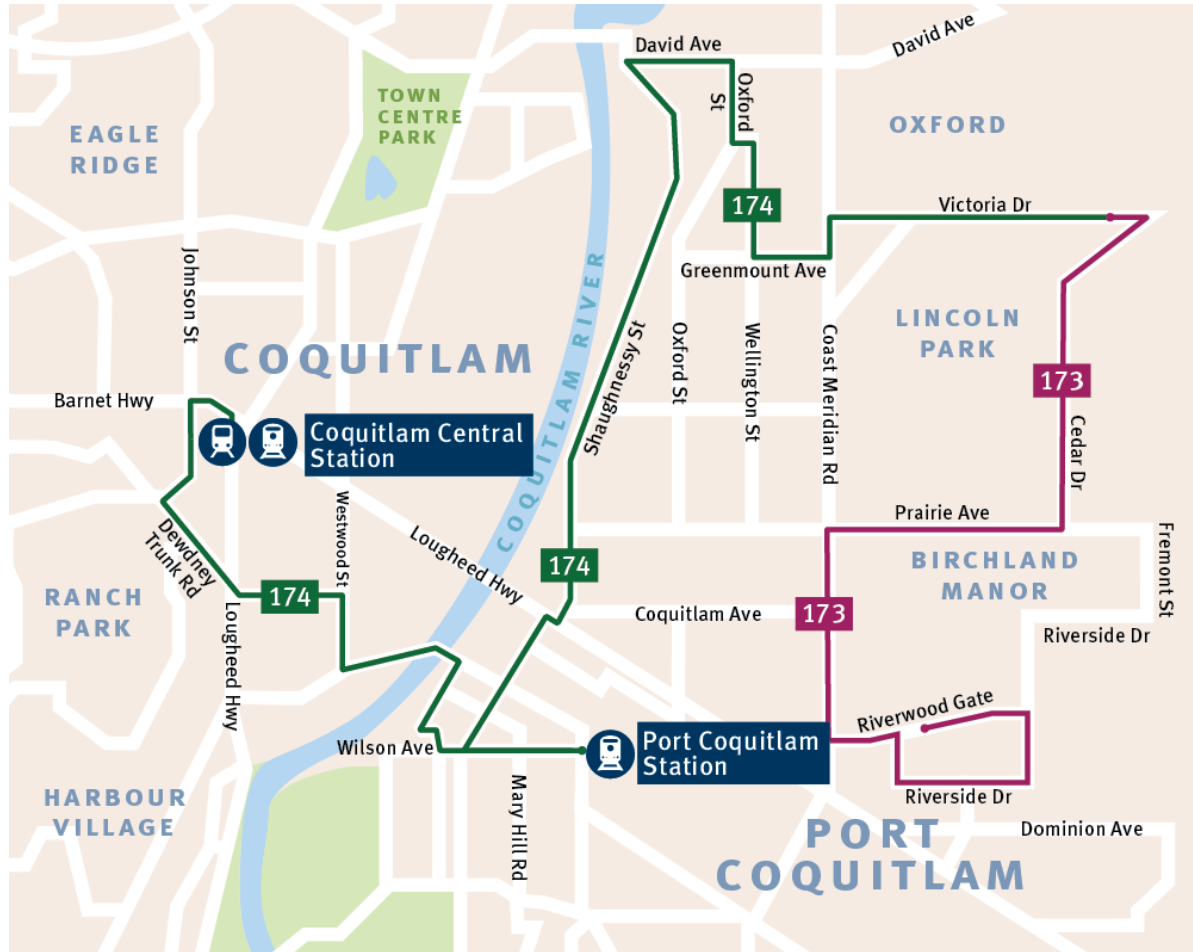 David Ave
David Ave
Oxford
St
TOWN
CENTRE
PARK
EAGLE
RIDGE
OXFORD
174
Victoria Dr
Johnson St
Greenmount Ave
COQUITLAM RIVER
LINCOLN
PARK
COQUITLAM
Shaughnessy St
Oxford St
Wellington St
Coast Meridian Rd
173
Barnet Hwy
Coquitlam Central
Station
Cedar Dr
Westwood St
Prairie Ave
Dewdney
Trunk Rd
Lougheed Hwy
Fremont St
BIRCHLAND
MANOR
174
174
RANCH
PARK
Lougheed Hwy
Coquitlam Ave
173
Riverside Dr
Riverwood Gate
Wilson Ave
Port Coquitlam
Station
Mary Hill Rd
HARBOUR
VILLAGE
Riverside Dr
PORT
COQUITLAM
Dominion Ave